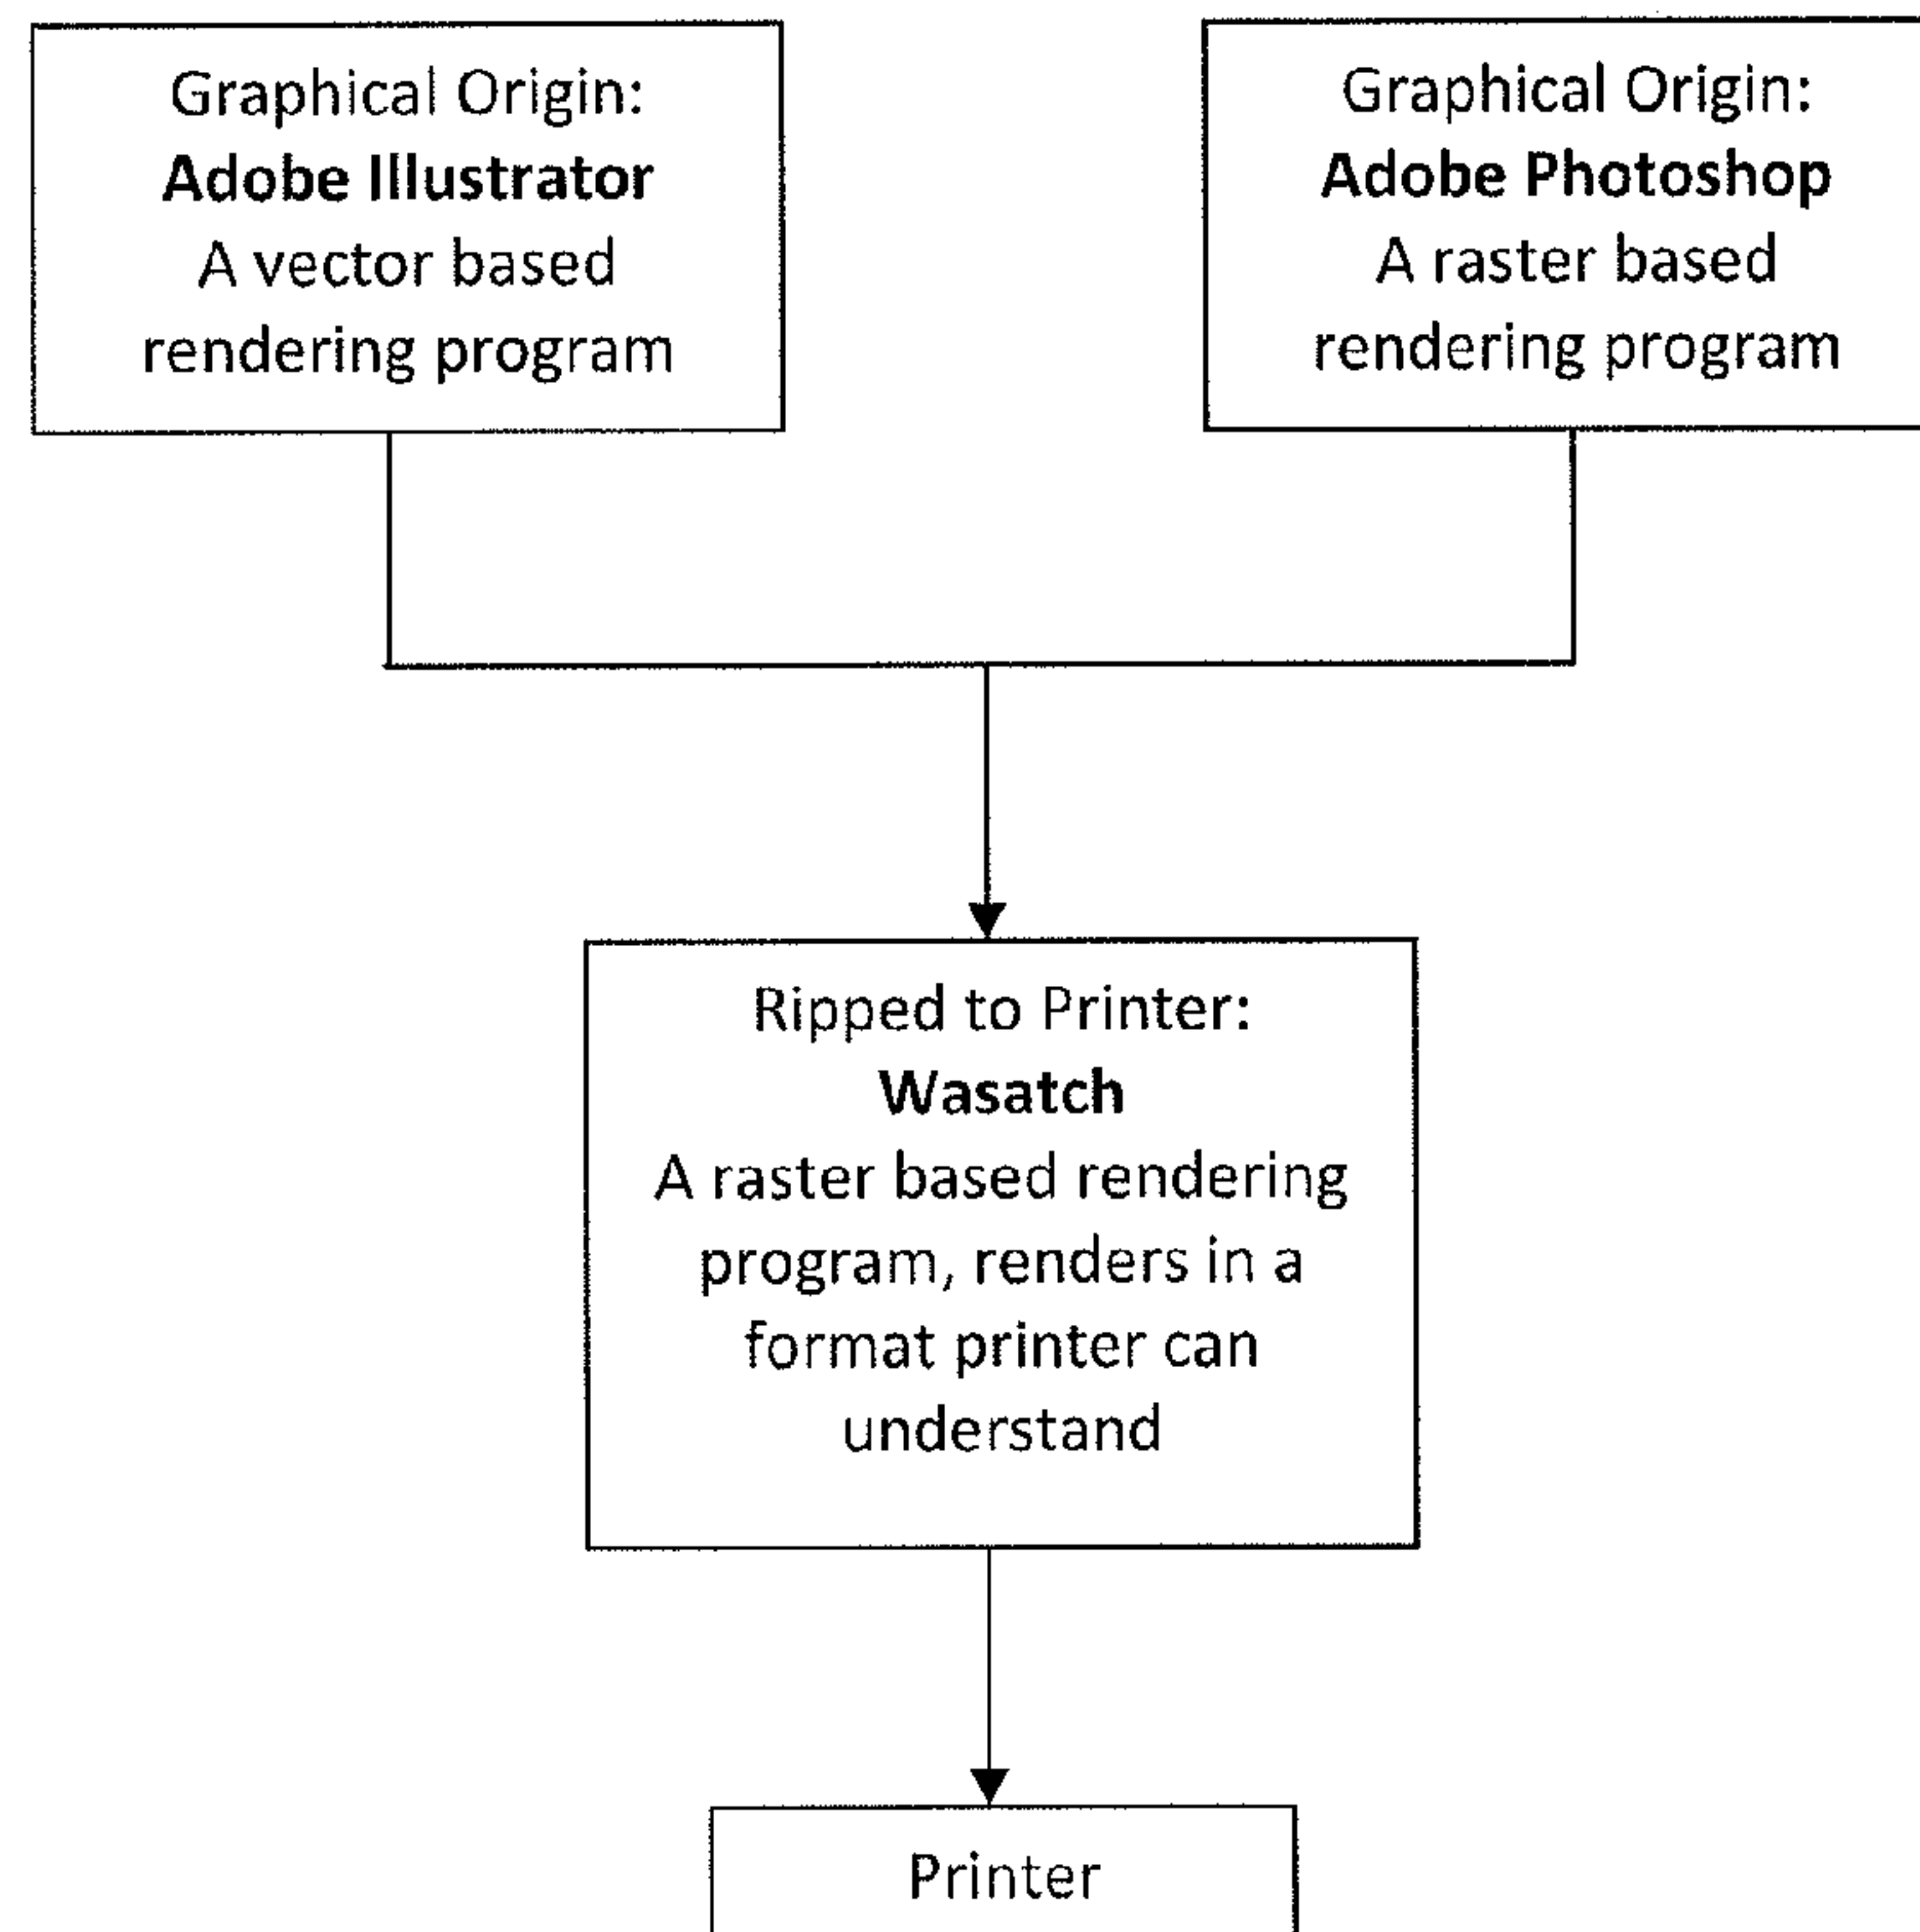 Graphical Origin:
Adobe Illustrator
A vector based
rendering program
Graphical Origin:
Adobe Photoshop
A raster based
rendering program
Ripped to Printer:
Wasatch
A raster based rendering
program, renders in a
format printer can
understand
Printer